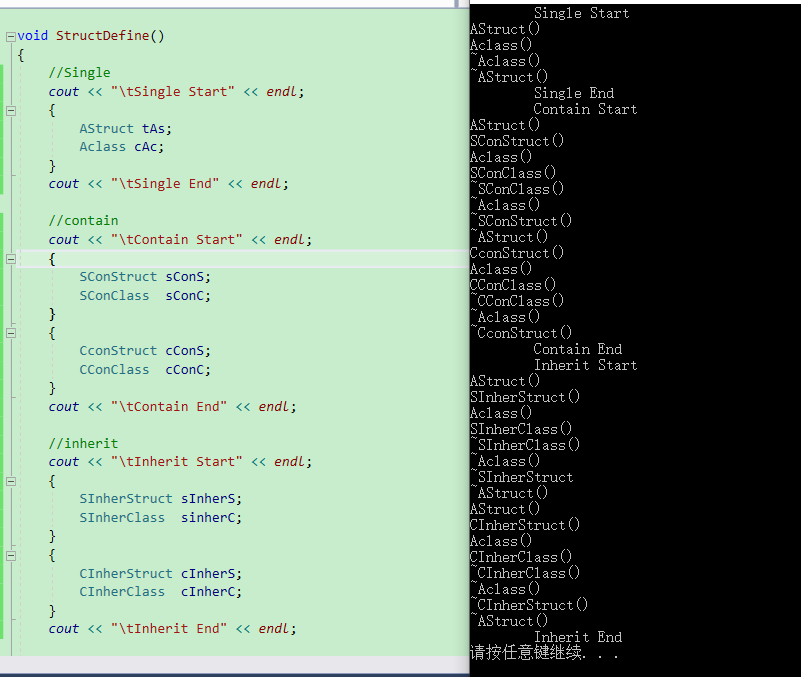 void StructDefine()
{
//Single
cout << "\tSingle Start" << endl;
{
AStruct tAs;
Aclass cAc;
}
cout << "\tSingle End" << endl;
//contain
cout << "\tContain Start" << endl;
{
SConStruct sConS;
SConClass  sConC;
}
{
CconStruct cConS;
CConClass  cConC;
}
cout << "\tContain End" << endl;
//inherit
cout << "\tInherit Start" << endl;
{
SInherStruct sInherS;
SInherClass  sinherC;
}
{
CInherStruct cInherS;
CInherClass  cInherC;
}
cout << "\tInherit End" << endl;
Single Start
AStruct()
Aclass()
~Aclass()
~AStruct()
Single End
Contain Start
AStruct()
SConStruct()
Aclass()
SConClass()
~SConClass()
~Aclass()
~SConStruct()
~AStruct()
CconStruct()
Aclass()
CConClass()
~CConClass()
~Aclass()
~CconStruct()
Contain End
Inherit Start
AStruct()
SInherStruct()
Aclass()
SInherClass()
~SInherClass()
~Aclass()
~SInherStruct
~AStruct()
AStruct()
CInherStruct()
Aclass()
CInherClass()
~CInherClass()
~Aclass()
~CInherStruct()
~AStruct()
Inherit End
请按任意键继续. . .